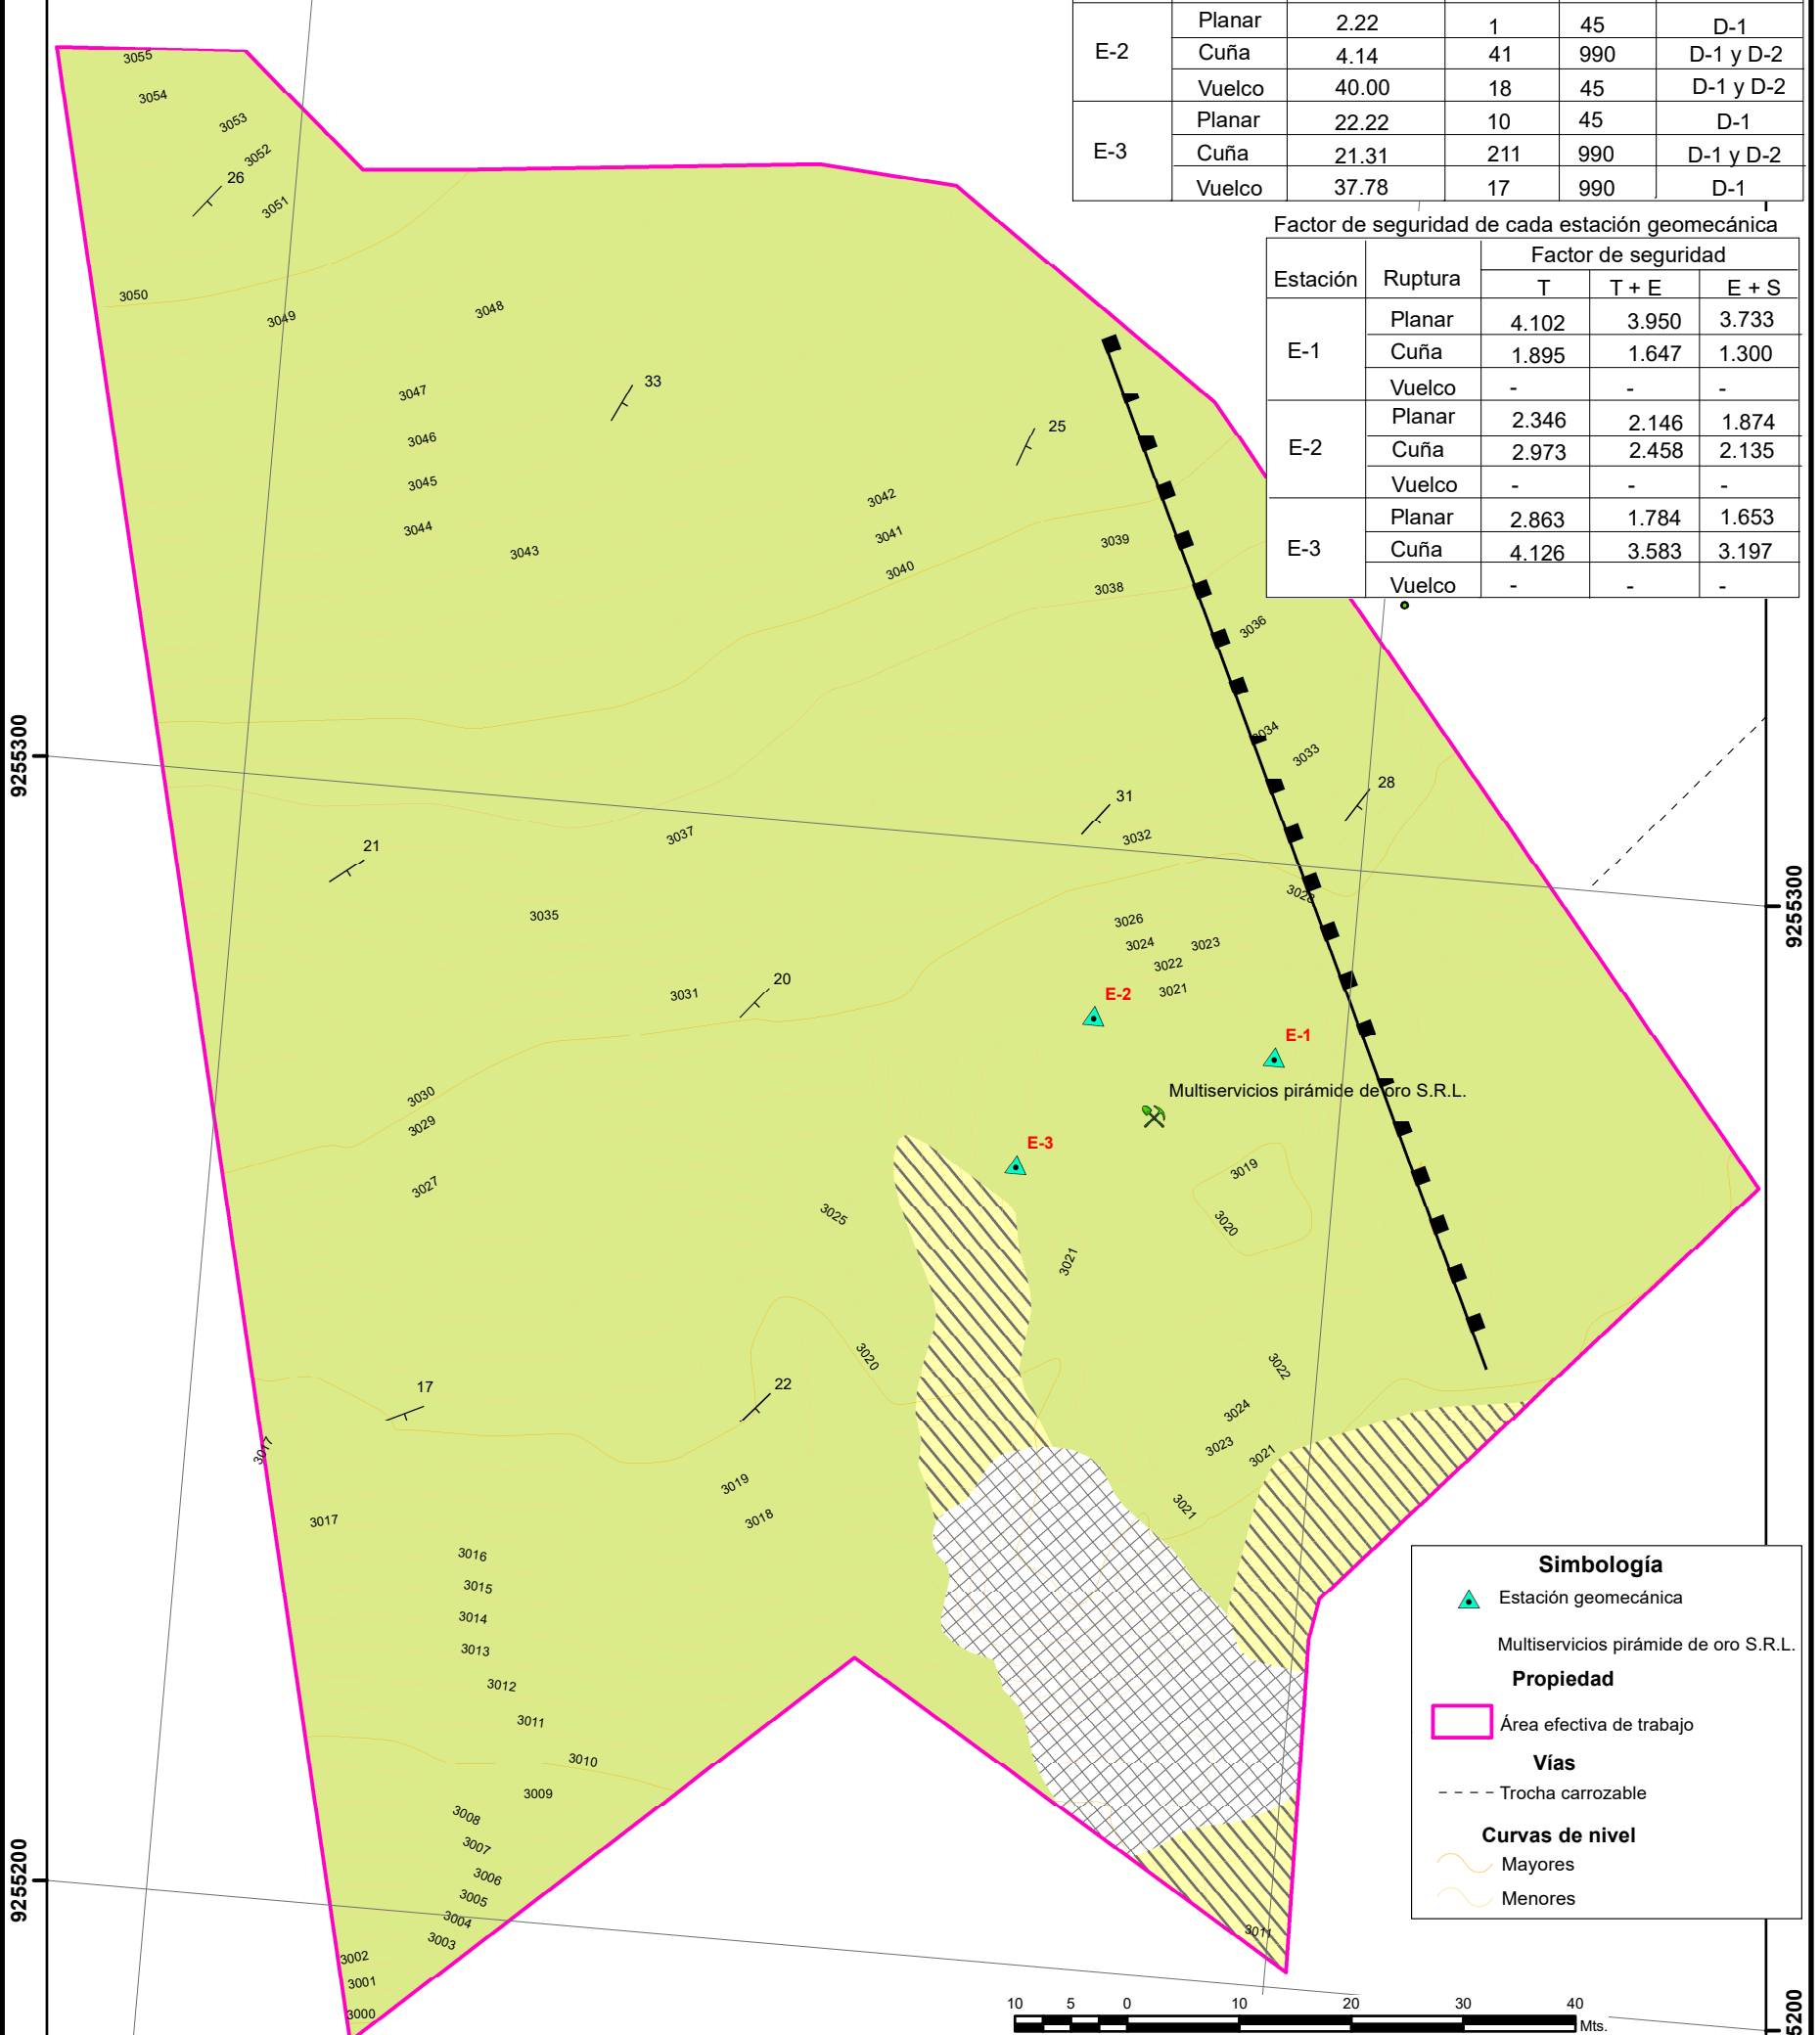 E-2
Planar 2.22 1 45 D-1
Cuña 4.14 41 990 D-1 y D-2
Vuelco 40.00 18 45 D-1 y D-2
E-3
Planar 22.22 10 45 D-1
Cuña 21.31 211 990 D-1 y D-2
Vuelco 37.78 17 990 D-1
Factor de seguridad de cada estación geomecánica
Estación Ruptura Factor de seguridad
T T + E E + S
E-1
Planar 4.102 3.950 3.733
Cuña 1.895 1.647 1.300
Vuelco - - -
E-2
Planar 2.346 2.146 1.874
Cuña 2.973 2.458 2.135
Vuelco - - -
E-3
Planar 2.863 1.784 1.653
Cuña 4.126 3.583 3.197
Vuelco - - -
3055
3054
3053
3052
26
3051
3050
3049
3048
33
3047
25
3046
3045
3042
3044
3041
3043
3039
3040
3038
3036
9255300
3034
3033
28
31
3037
3032
21
3028
9255300
3035
3026
3024 3023
3022
20
3031
3021
E-2
E-1
Multiservicios pirámide de oro S.R.L.
3030
3029
E-3
3019
3027
3025
3020
3021
3020
3022
17
22
3024
3023
3021
3017
3019
3021
3017
3018
3016
3015
3014
3013
3012
3011
3010
3009
3008
3007
3006
3005
3004
3003
3002
3001
3000
3011
9255200
Simbología
Estación geomecánica
Multiservicios pirámide de oro S.R.L.
Propiedad
Área efectiva de trabajo
Vías
Trocha carrozable
Curvas de nivel
Mayores
Menores
10 5 0 10 20 30 40
Mts.
5200